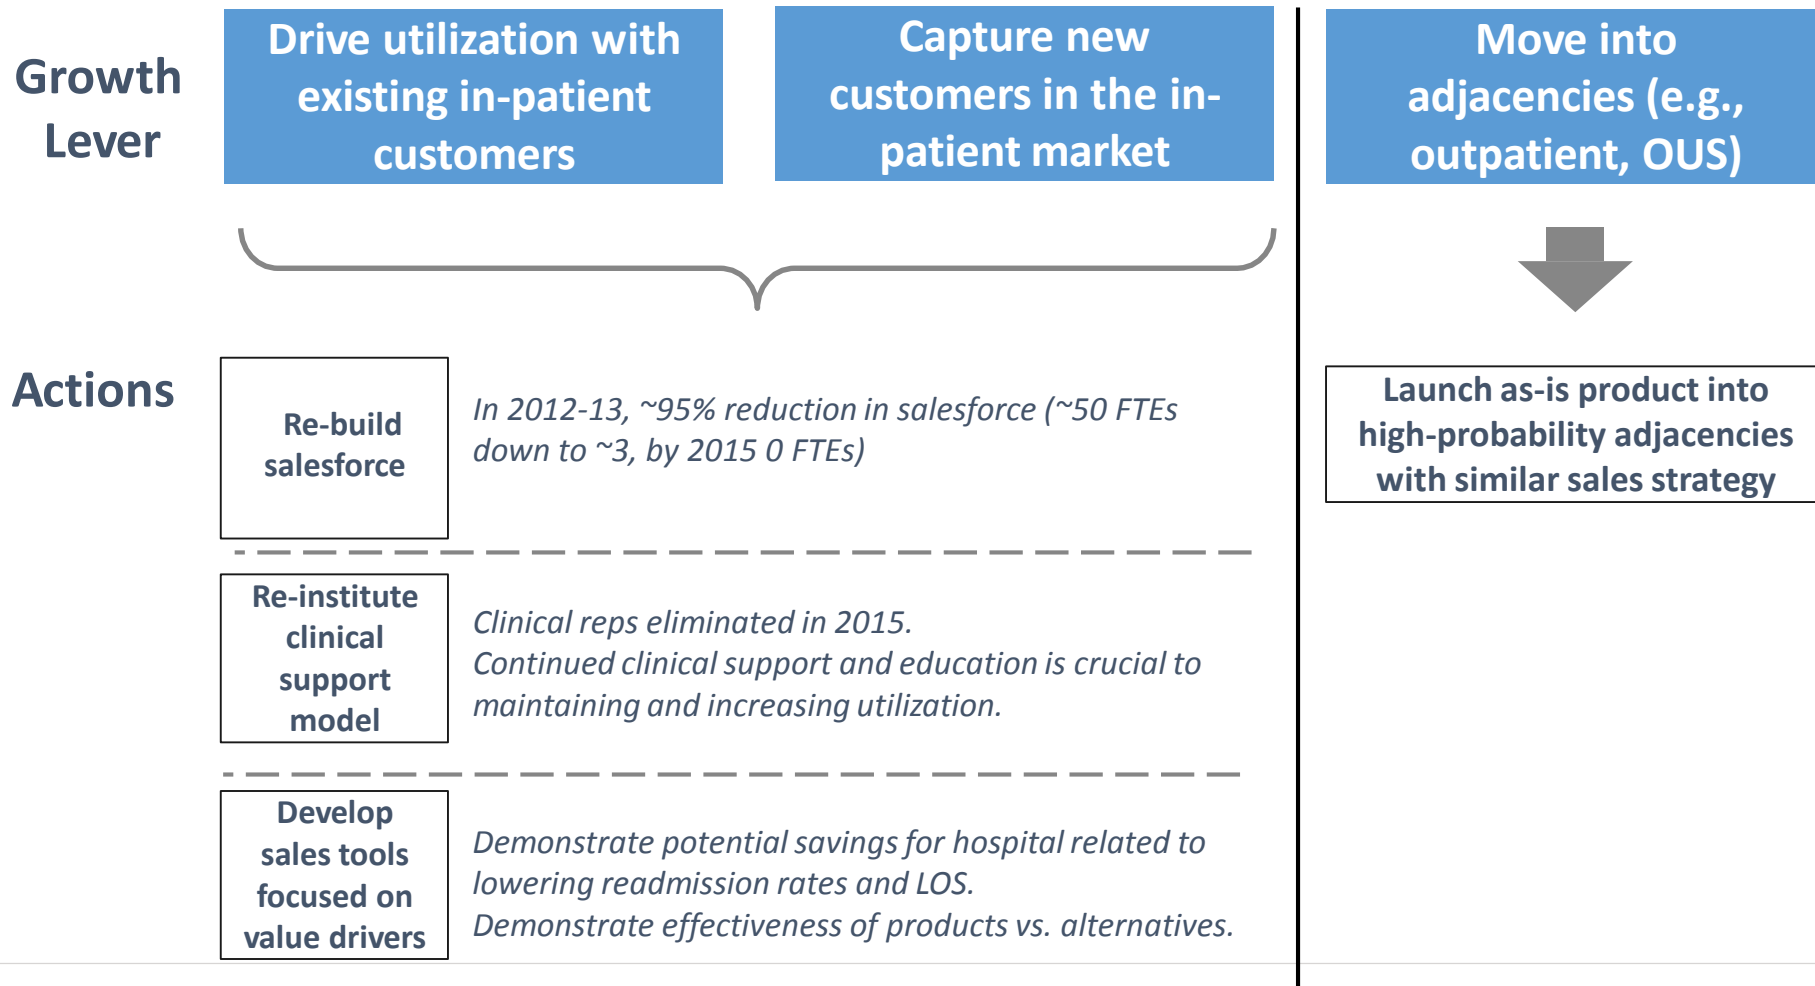 Growth
Lever
Drive utilization with
existing in-patient
customers
Capture new
customers in the in-
patient market
Move into
adjacencies (e.g.,
outpatient, OUS)
Actions
Re-build
salesforce
In 2012-13, ~95% reduction in salesforce (~50 FTEs
down to ~3, by 2015 0 FTEs)
Launch as-is product into
high-probability adjacencies
with similar sales strategy
Re-institute
clinical
support
model
Clinical reps eliminated in 2015.
Continued clinical support and education is crucial to
maintaining and increasing utilization.
Develop
sales tools
focused on
value drivers
Demonstrate potential savings for hospital related to
lowering readmission rates and LOS.
Demonstrate effectiveness of products vs. alternatives.